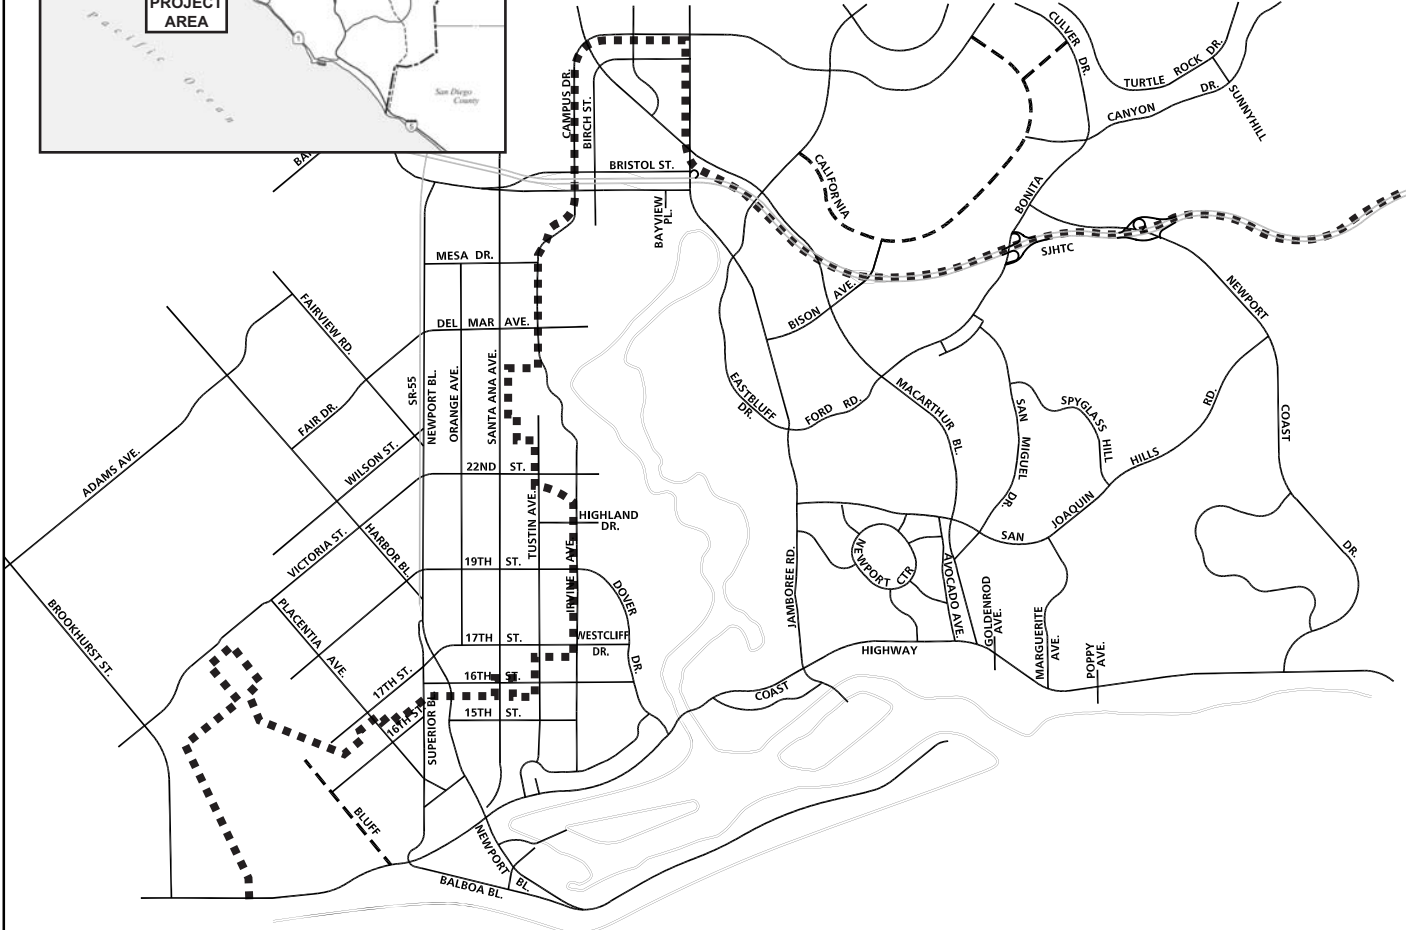 PROJECT
AREA
Pacific Ocean
1
San Diego
County
5
CULVER
DR.
TURTLE ROCK DR.
CANYON DR.
SUNNYHILL
CAMPUS DR.
BIRCH ST.
BRISTOL ST.
BAYVIEW
PL.
CALIFORNIA
BONITA
SJHTC
MESA DR.
NEWPORT
COAST
DR.
FAIRVIEW RD.
DEL MAR AVE.
BISON AVE.
SR-55
NEWPORT BL.
ORANGE AVE.
SANTA ANA AVE.
EASTBLUFF
DR.
FORD RD.
MACARTHUR BL.
SAN MIGUEL DR.
SPYGLASS HILL
FAIR DR.
WILSON ST.
ADAMS AVE.
22ND ST.
SAN JOAQUIN HILLS RD.
TUSTIN AVE.
HIGHLAND
DR.
VICTORIA ST.
HARBOR BL.
19TH ST.
IRVINE AVE.
DOVER
DR.
JAMBOREE RD.
NEWPORT CTR
AVOCADO AVE.
GOLDENROD
AVE.
MARGUERITE
AVE.
POPPY
AVE.
BROOKHURST ST.
PLACENTIA AVE.
17TH ST.
WESTCLIFF
DR.
HIGHWAY
17TH ST.
16TH ST.
COAST
16TH ST.
15TH ST.
SUPERIOR BL.
BLUFF
NEWPORT BL.
BALBOA BL.